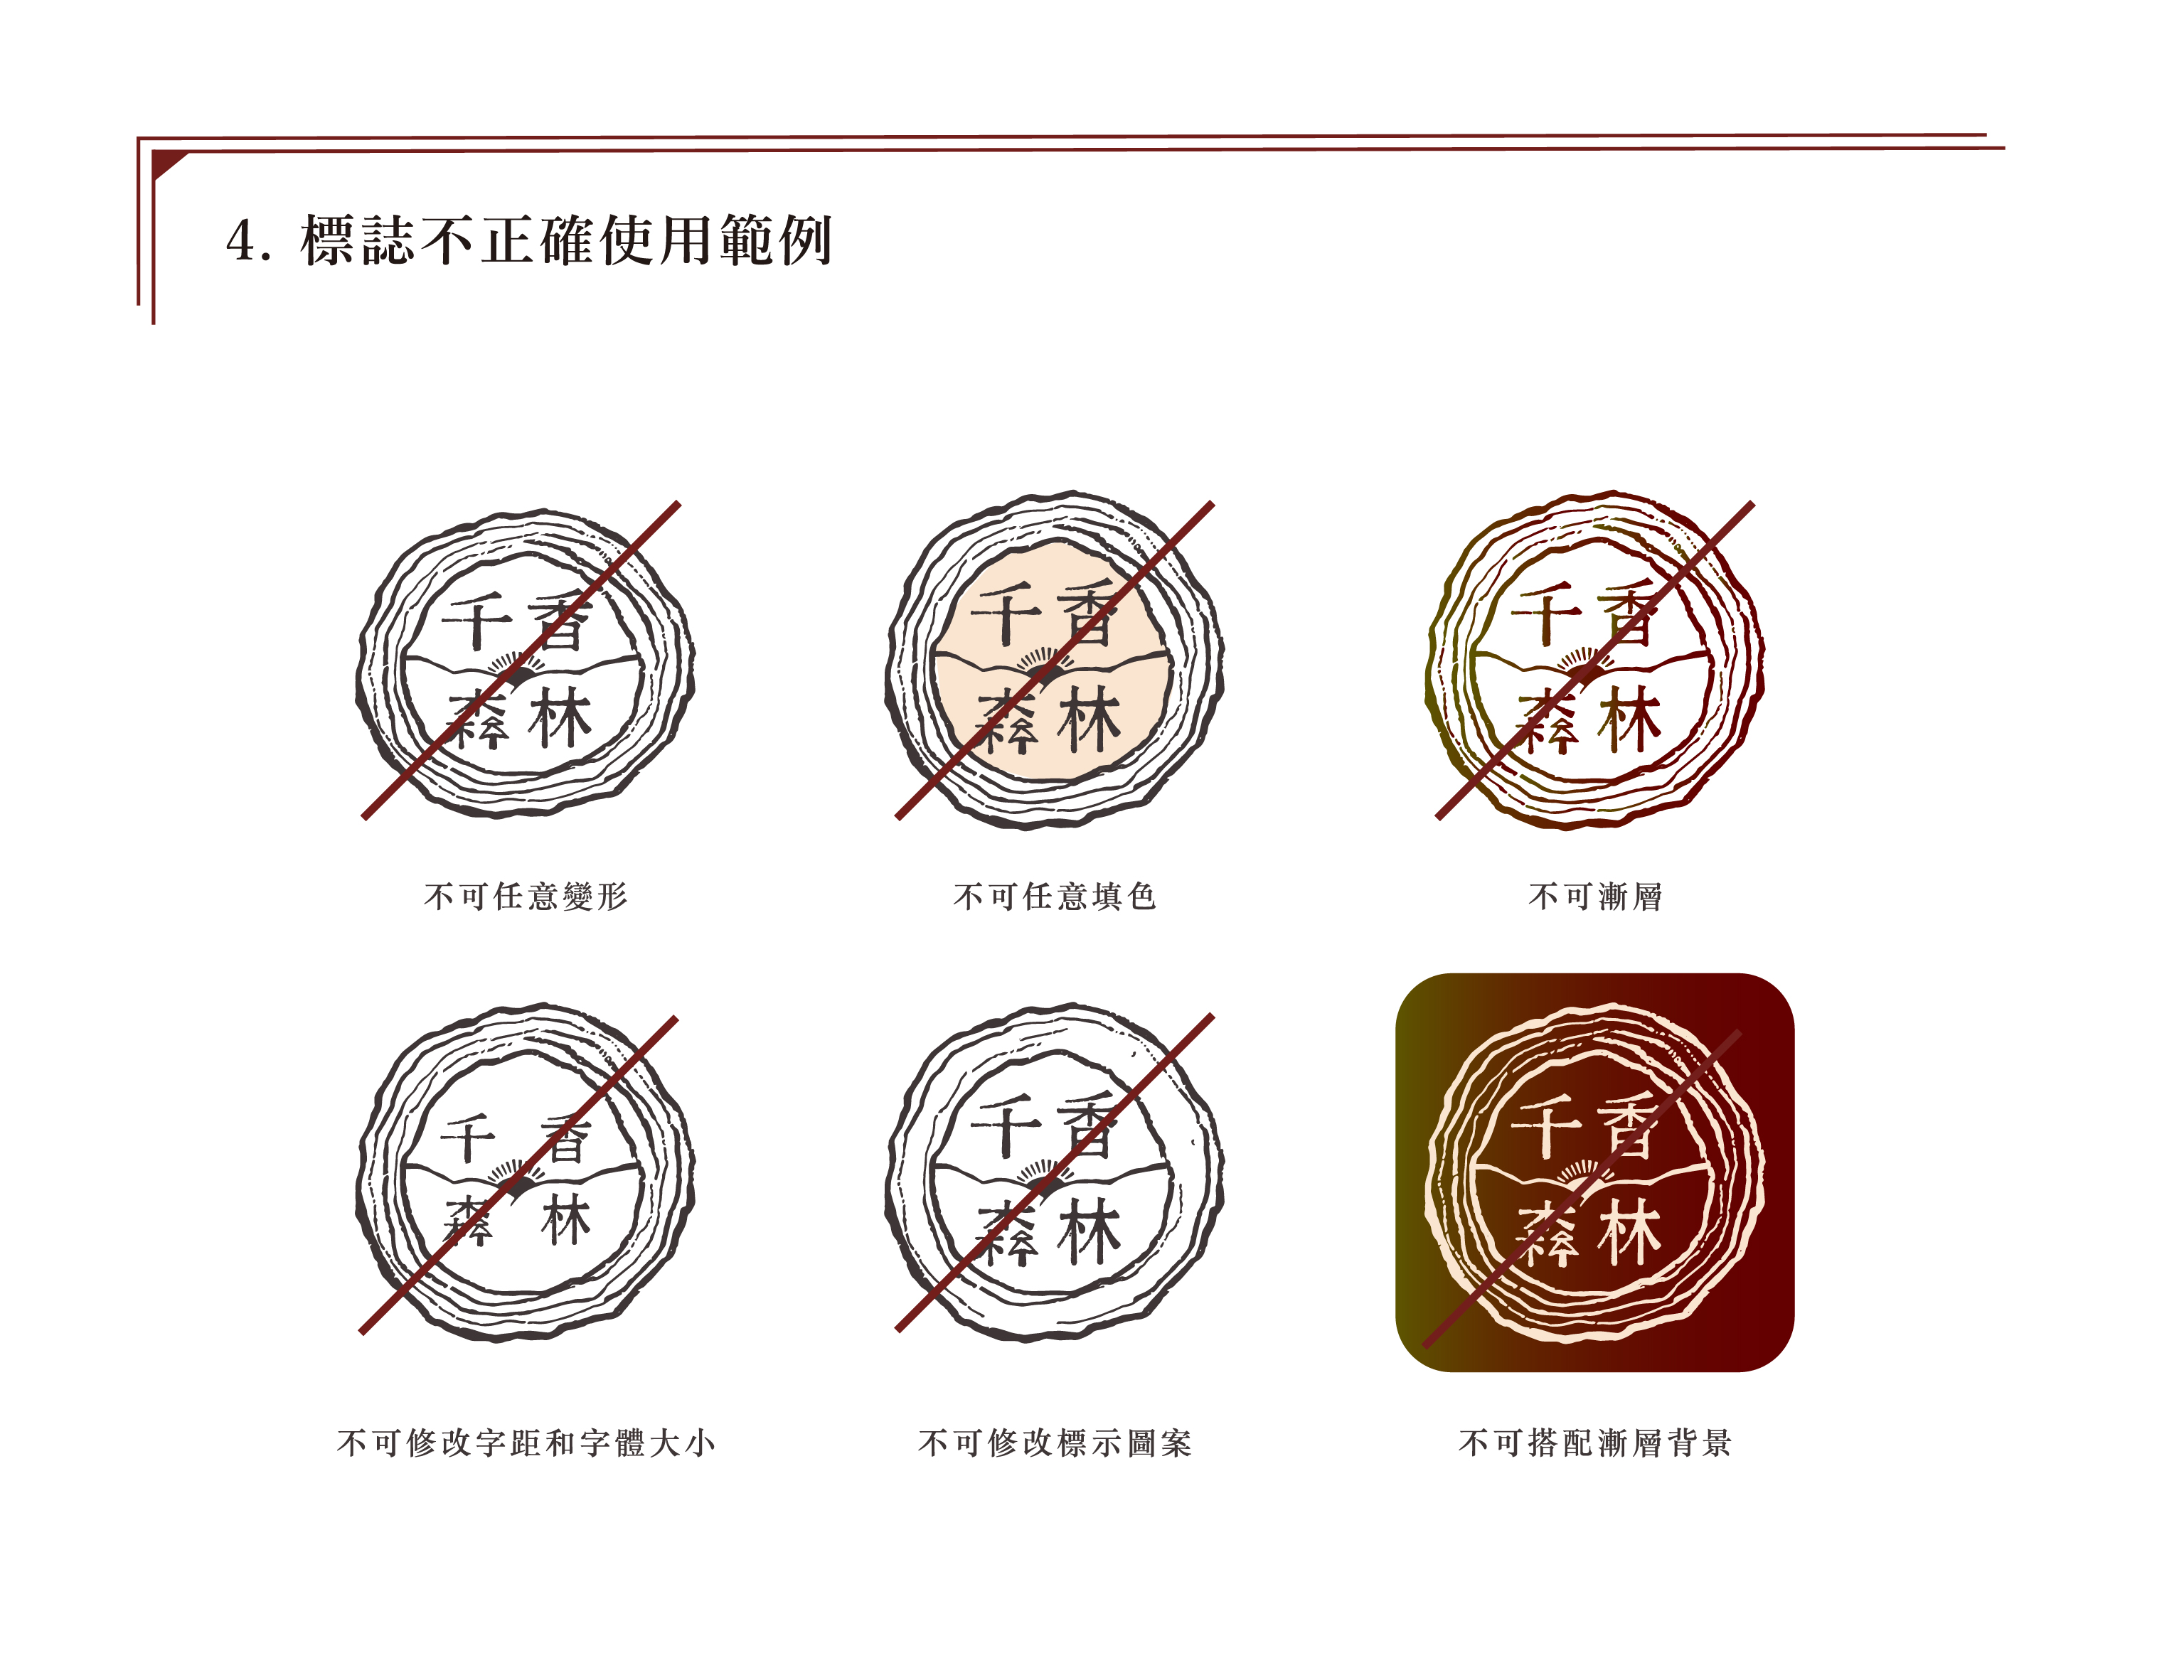 4. 標誌不正確使用範例
千香
森林
千香
森林
千香
森林
不可任意變形
不可任意填色
不可漸層
千香
森林
千香
森林
千香
森林
不可修改字距和字體大小
不可修改標示圖案
不可搭配漸層背景